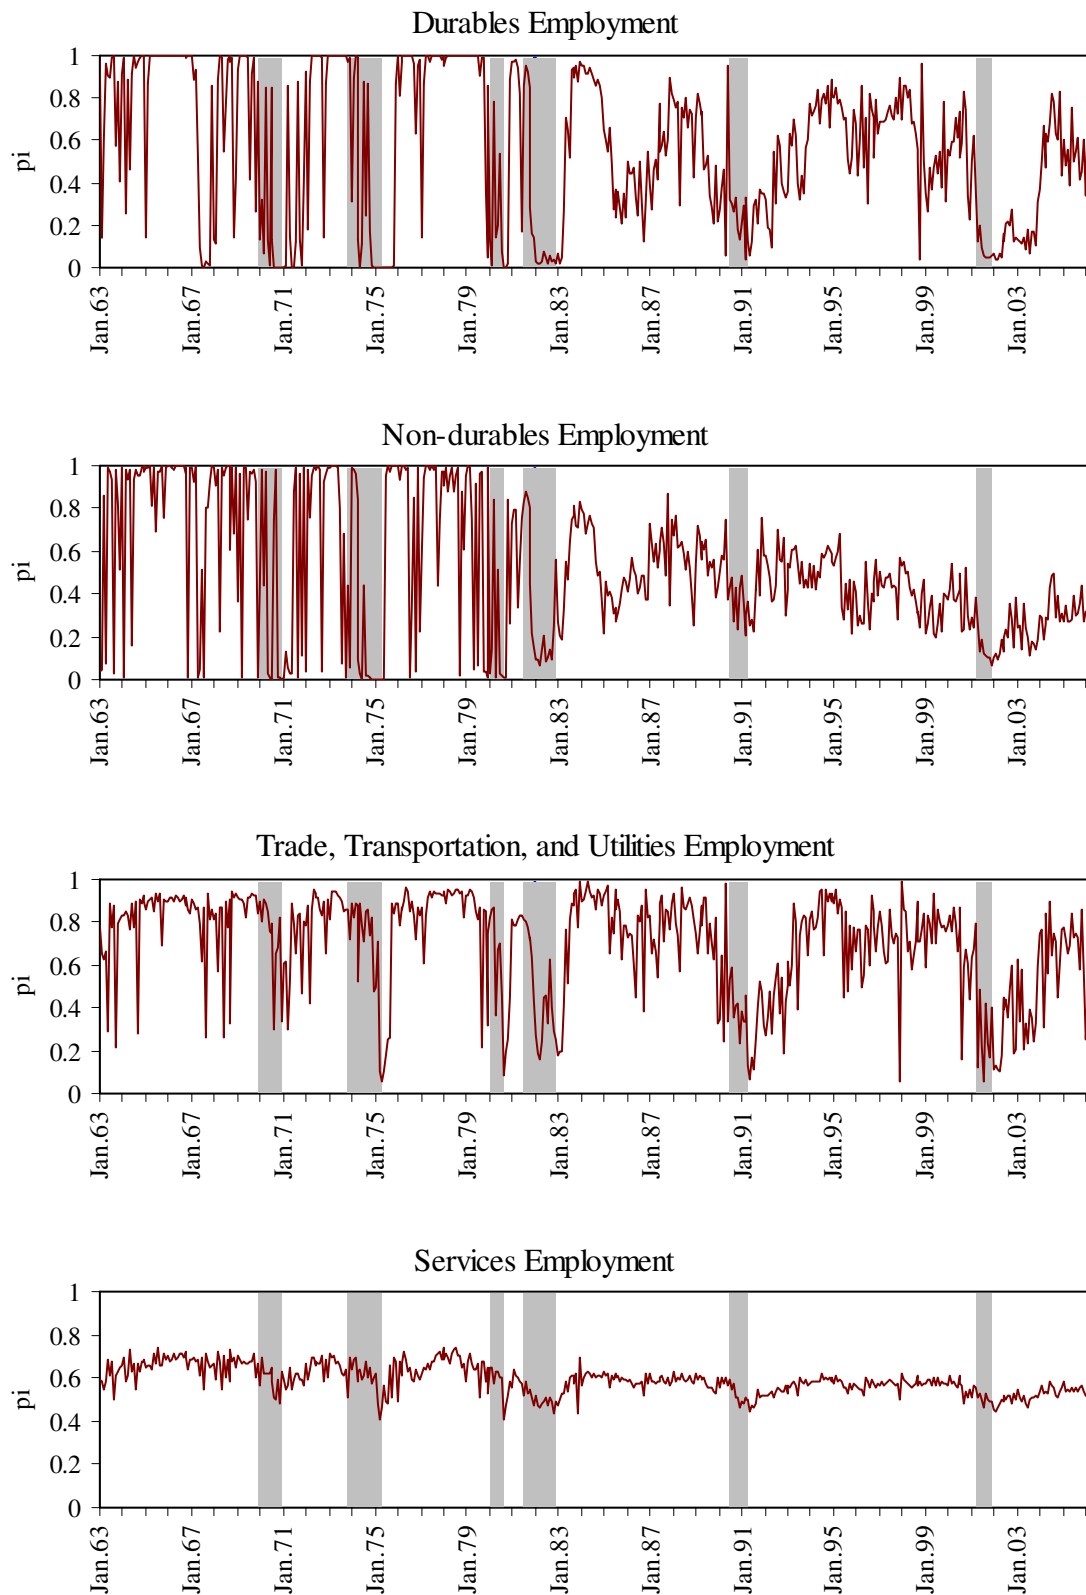 Durables Employment
1
0.8
0.6
0.4
0.2
0
pi
Jan.63 Jan.67 Jan.71 Jan.75 Jan.79 Jan.83 Jan.87 Jan.91 Jan.95 Jan.99 Jan.03
Non-durables Employment
1
0.8
0.6
0.4
0.2
0
pi
Jan.63 Jan.67 Jan.71 Jan.75 Jan.79 Jan.83 Jan.87 Jan.91 Jan.95 Jan.99 Jan.03
Trade, Transportation, and Utilities Employment
1
0.8
0.6
0.4
0.2
0
pi
Jan.63 Jan.67 Jan.71 Jan.75 Jan.79 Jan.83 Jan.87 Jan.91 Jan.95 Jan.99 Jan.03
Services Employment
1
0.8
0.6
0.4
0.2
0
pi
Jan.63 Jan.67 Jan.71 Jan.75 Jan.79 Jan.83 Jan.87 Jan.91 Jan.95 Jan.99 Jan.03